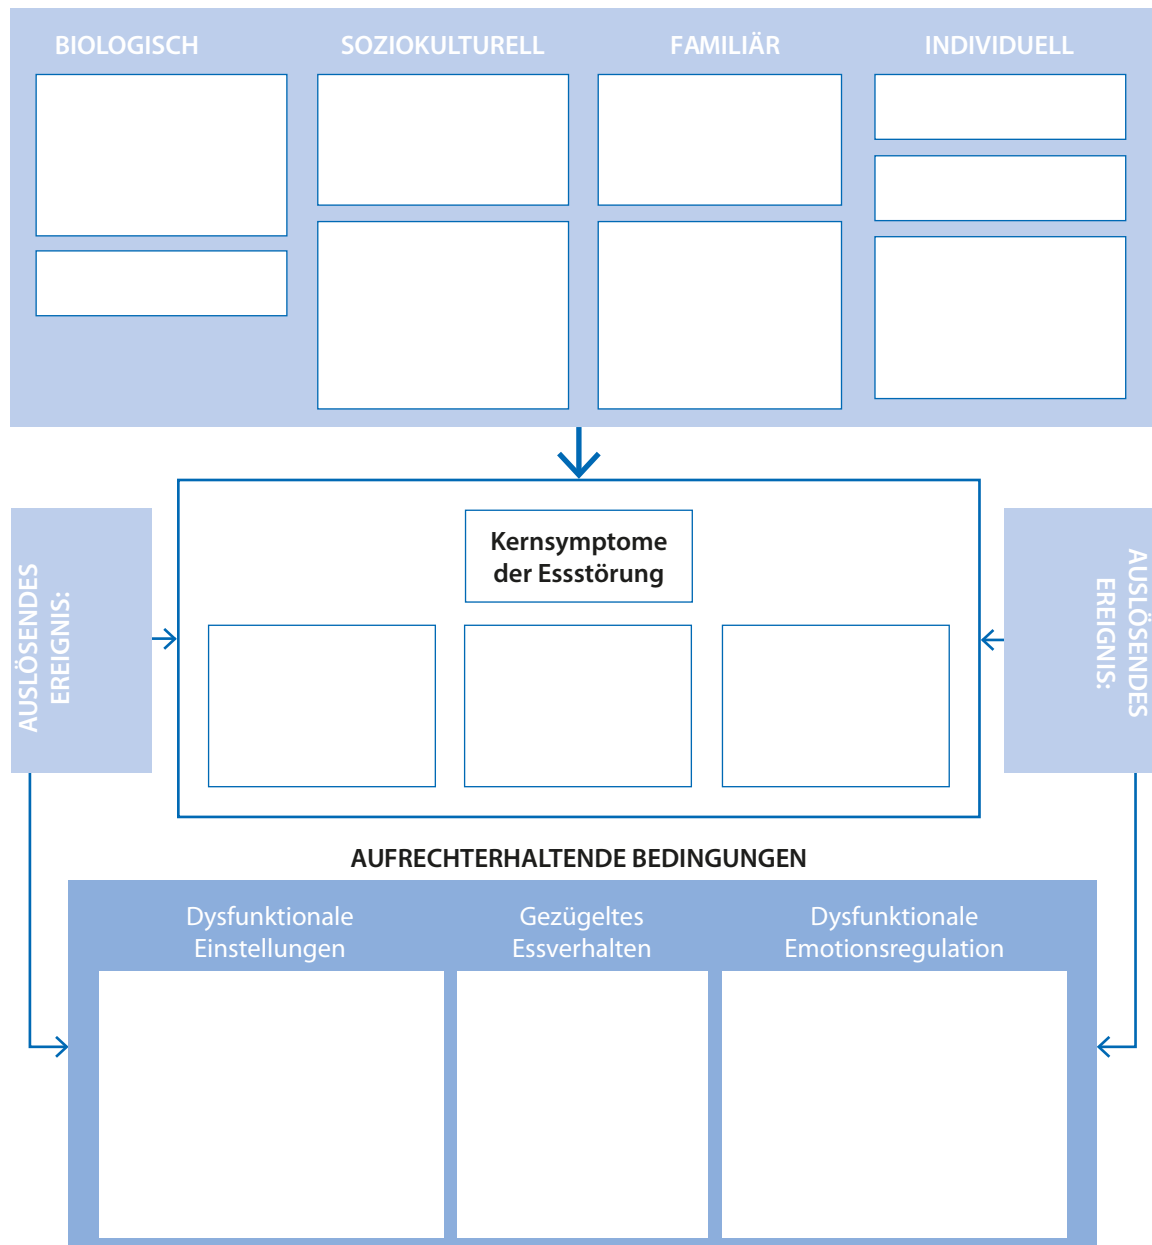 BIOLOGISCH
SOZIOKULTURELL
FAMILIÄR
INDIVIDUELL
Kernsymptome
der Essstörung
AUSLÖSENDES
EREIGNIS:
AUSLÖSENDES
EREIGNIS:
AUFRECHTERHALTENDE BEDINGUNGEN
Dysfunktionale
Einstellungen
Gezügeltes
Essverhalten
Dysfunktionale
Emotionsregulation